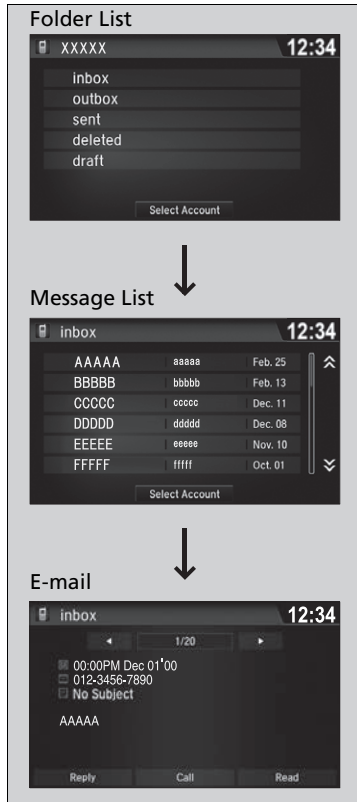 Folder List
XXXXX 12:34
inbox
outbox
sent
deleted
draft
Select Account
Message List
inbox 12:34
AAAAA aaaaa Feb. 25
BBBBB bbbbb Feb. 13
CCCCC ccccc Dec. 11
DDDDD ddddd Dec. 08
EEEEE eeeee Nov. 10
FFFFF fffff Oct. 01
Select Account
E-mail
inbox 12:34
1/20
00:00PM Dec 01'00
012-3456-7890
No Subject
AAAAA
Reply Call Read